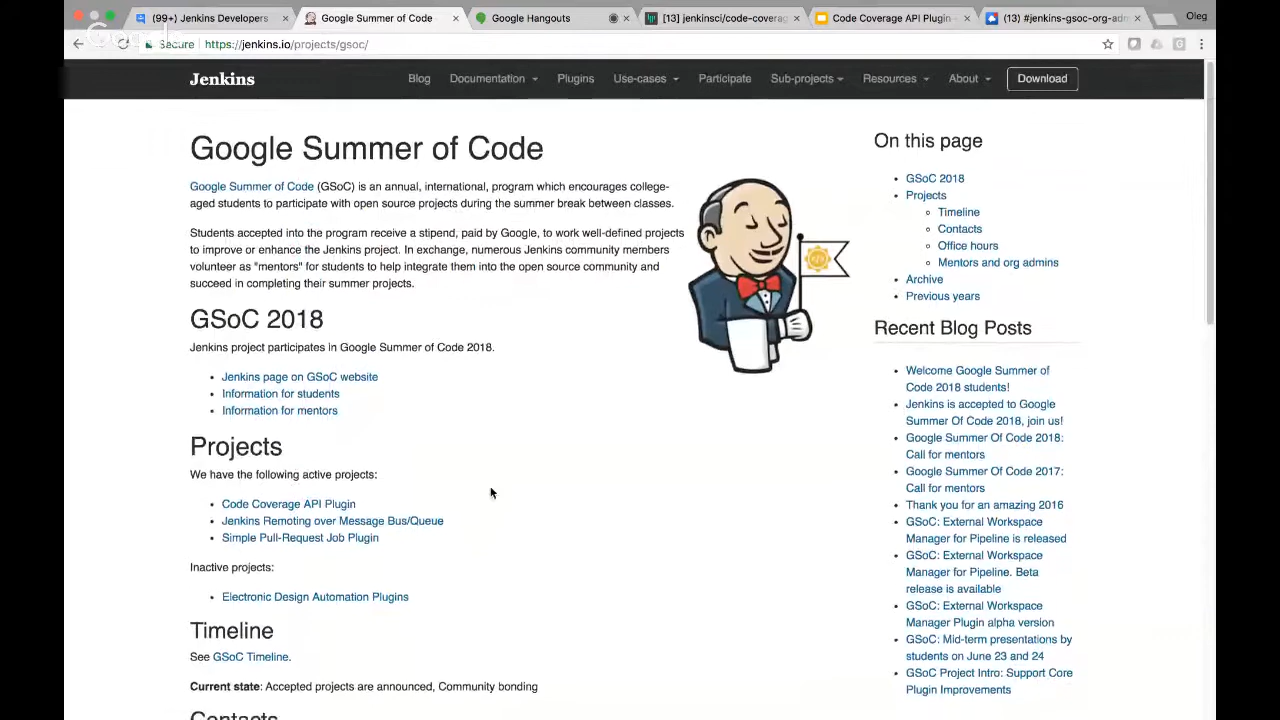 (99+) Jenkins Developers
Google Summer of Code
Google Hangouts
[13] jenkinsci/code-coverag
Code Coverage API Plugin -
(13) #jenkins-gsoc-org-adm
Oleg
Secure
https://jenkins.io/projects/gsoc/
Jenkins
Blog
Documentation
Plugins
Use-cases
Participate
Sub-projects
Resources
About
Download
Google Summer of Code
Google Summer of Code (GSoC) is an annual, international, program which encourages college-
aged students to participate with open source projects during the summer break between classes.
Students accepted into the program receive a stipend, paid by Google, to work well-defined projects
to improve or enhance the Jenkins project. In exchange, numerous Jenkins community members
volunteer as "mentors" for students to help integrate them into the open source community and
succeed in completing their summer projects.
GSoC 2018
Jenkins project participates in Google Summer of Code 2018.
Jenkins page on GSoC website
Information for students
Information for mentors
Projects
We have the following active projects:
Code Coverage API Plugin
Jenkins Remoting over Message Bus/Queue
Simple Pull-Request Job Plugin
Inactive projects:
Electronic Design Automation Plugins
Timeline
See GSoC Timeline.
Current state: Accepted projects are announced, Community bonding
Contacts
On this page
GSoC 2018
Projects
Timeline
Contacts
Office hours
Mentors and org admins
Archive
Previous years
Recent Blog Posts
Welcome Google Summer of
Code 2018 students!
Jenkins is accepted to Google
Summer Of Code 2018, join us!
Google Summer Of Code 2018:
Call for mentors
Google Summer Of Code 2017:
Call for mentors
Thank you for an amazing 2016
GSoC: External Workspace
Manager for Pipeline is released
GSoC: External Workspace
Manager for Pipeline. Beta
release is available
GSoC: External Workspace
Manager Plugin alpha version
GSoC: Mid-term presentations by
students on June 23 and 24
GSoC Project Intro: Support Core
Plugin Improvements